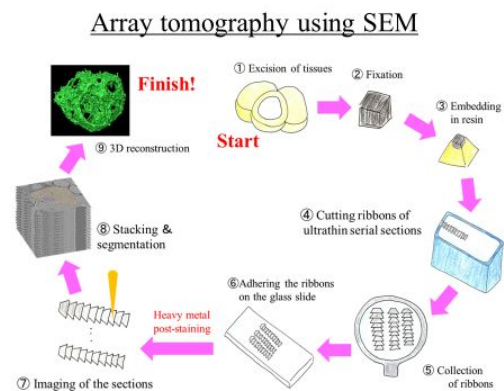 Array tomography using SEM
① Excision of tissues
② Fixation
③ Embedding
in resin
Start
④ Cutting ribbons of
ultrathin serial sections
⑤ Collection
of ribbons
⑥Adhering the ribbons
on the glass slide
Heavy metal
post-staining
⑦ Imaging of the sections
⑧ Stacking &
segmentation
⑨ 3D reconstruction
Finish!